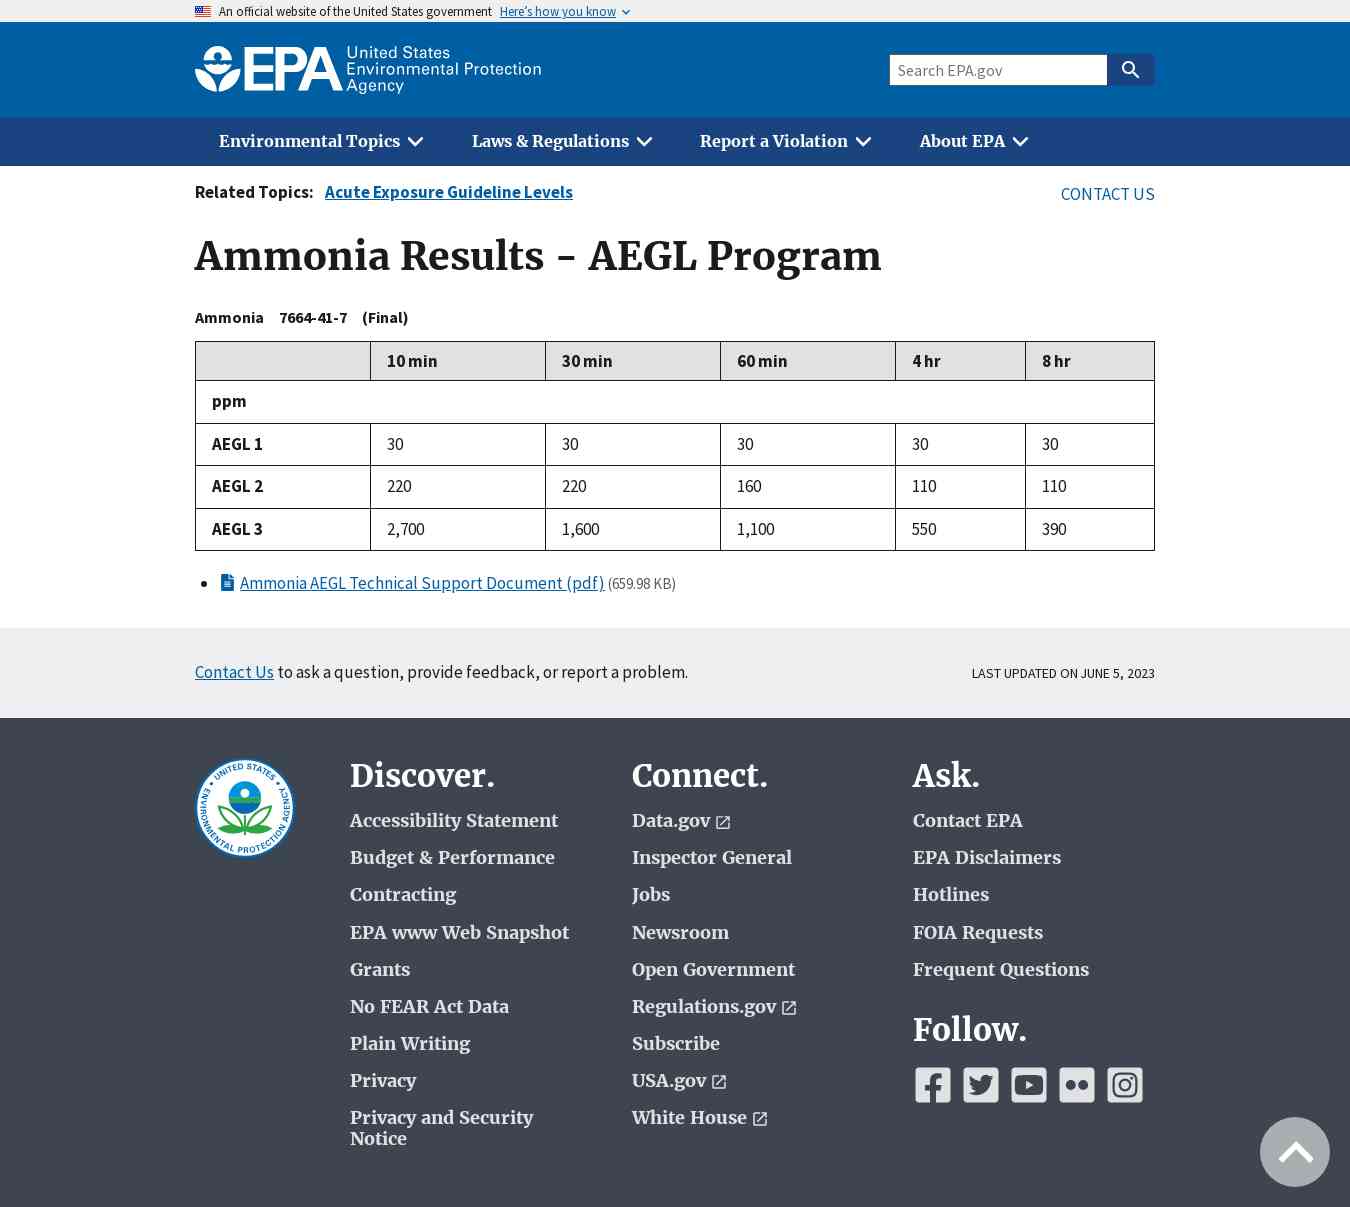 An official website of the United States government Here's how you know
EPA United States
Environmental Protection
Agency
Search EPA.gov
Environmental Topics Laws & Regulations Report a Violation About EPA
Related Topics: Acute Exposure Guideline Levels CONTACT US
Ammonia Results – AEGL Program
Ammonia 7664-41-7 (Final)
10 min 30 min 60 min 4 hr 8 hr
ppm
AEGL 1 30 30 30 30 30
AEGL 2 220 220 160 110 110
AEGL 3 2,700 1,600 1,100 550 390
Ammonia AEGL Technical Support Document (pdf) (659.98 KB)
Contact Us to ask a question, provide feedback, or report a problem. LAST UPDATED ON JUNE 5, 2023
UNITED STATES
ENVIRONMENTAL PROTECTION AGENCY
Discover.
Accessibility Statement
Budget & Performance
Contracting
EPA www Web Snapshot
Grants
No FEAR Act Data
Plain Writing
Privacy
Privacy and Security
Notice
Connect.
Data.gov
Inspector General
Jobs
Newsroom
Open Government
Regulations.gov
Subscribe
USA.gov
White House
Ask.
Contact EPA
EPA Disclaimers
Hotlines
FOIA Requests
Frequent Questions
Follow.